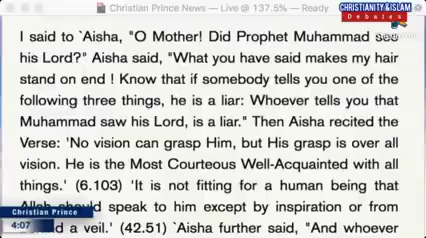 Christian Prince News — Live @ 137.5% — Ready
CHRISTIANITY & ISLAM
Debates
I said to `Aisha, "O Mother! Did Prophet Muhammad see
his Lord?" Aisha said, "What you have said makes my hair
stand on end ! Know that if somebody tells you one of the
following three things, he is a liar: Whoever tells you that
Muhammad saw his Lord, is a liar." Then Aisha recited the
Verse: 'No vision can grasp Him, but His grasp is over all
vision. He is the Most Courteous Well-Acquainted with all
things.' (6.103) 'It is not fitting for a human being that
should speak to him except by inspiration or from
a veil.' (42.51) `Aisha further said, "And whoever
Christian Prince
4:07